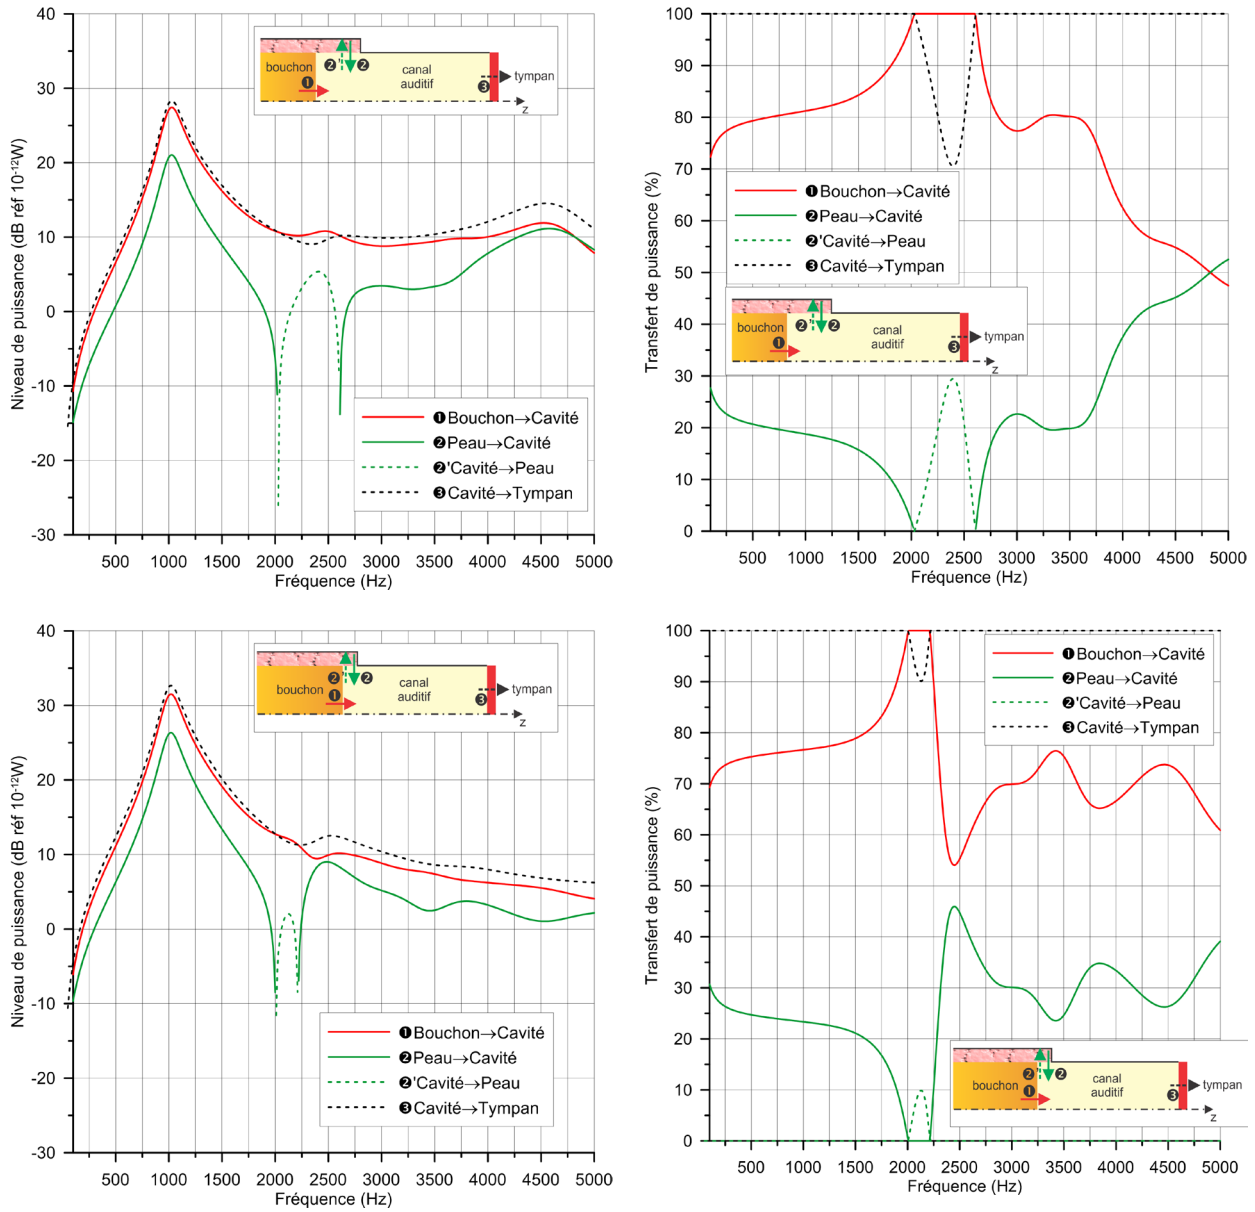 Niveau de puissance (dB réf 10⁻¹²W)
40
30
20
10
0
-10
-20
-30
500 1000 1500 2000 2500 3000 3500 4000 4500 5000
Fréquence (Hz)
bouchon
❶
❷' ❷
canal
auditif
❸
tympan
z
❶Bouchon→Cavité
❷Peau→Cavité
❷'Cavité→Peau
❸Cavité→Tympan
Transfert de puissance (%)
100
90
80
70
60
50
40
30
20
10
0
500 1000 1500 2000 2500 3000 3500 4000 4500 5000
Fréquence (Hz)
❶Bouchon→Cavité
❷Peau→Cavité
❷'Cavité→Peau
❸Cavité→Tympan
bouchon
❶
❷' ❷
canal
auditif
❸
tympan
z
Niveau de puissance (dB réf 10⁻¹²W)
40
30
20
10
0
-10
-20
-30
500 1000 1500 2000 2500 3000 3500 4000 4500 5000
Fréquence (Hz)
bouchon
❷' ❷
❶
canal
auditif
❸
tympan
z
❶Bouchon→Cavité
❷Peau→Cavité
❷'Cavité→Peau
❸Cavité→Tympan
Transfert de puissance (%)
100
90
80
70
60
50
40
30
20
10
0
500 1000 1500 2000 2500 3000 3500 4000 4500 5000
Fréquence (Hz)
❶Bouchon→Cavité
❷Peau→Cavité
❷'Cavité→Peau
❸Cavité→Tympan
bouchon
❷' ❷
❶
canal
auditif
❸
tympan
z